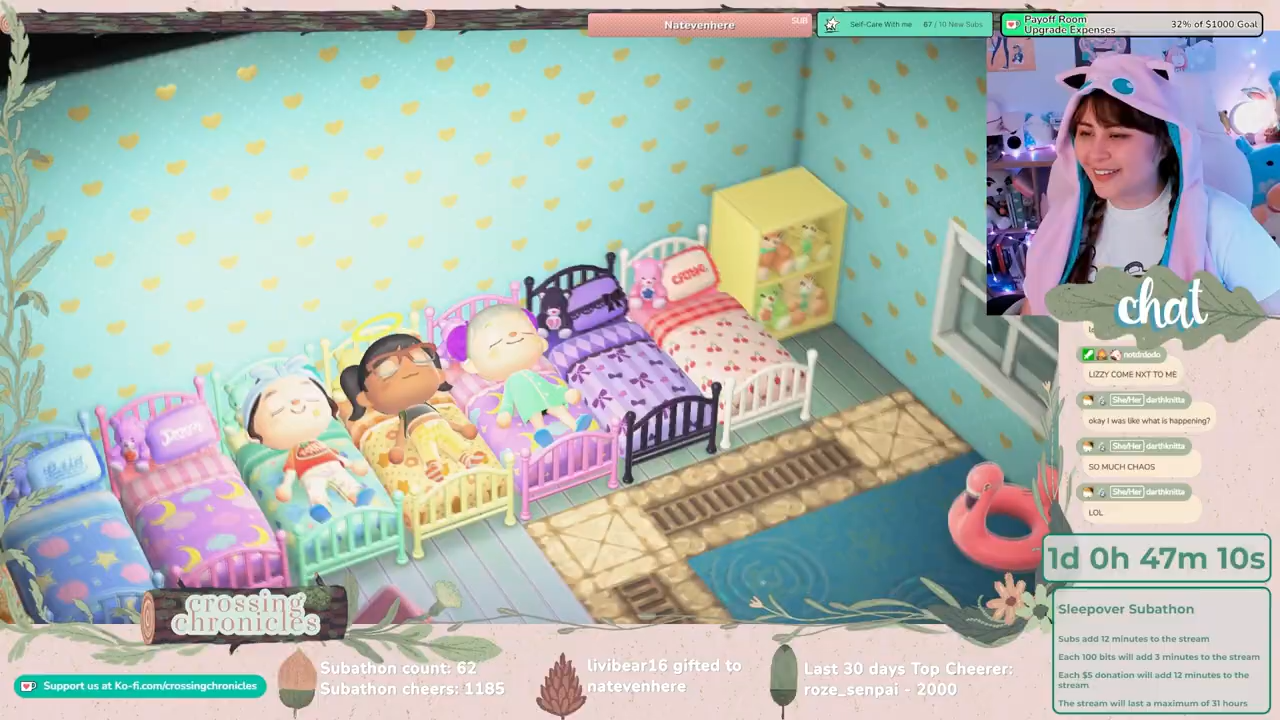 Natevenhere
SUB
Self-Care With me
67 / 10 New Subs
Payoff Room
Upgrade Expenses
32% of $1000 Goal
chat
notdrdodo
LIZZY COME NXT TO ME
She/Her darthknitta
okay I was like what is happening?
She/Her darthknitta
SO MUCH CHAOS
She/Her darthknitta
LOL
1d 0h 47m 10s
Sleepover Subathon
Subs add 12 minutes to the stream
Each 100 bits will add 3 minutes to the stream
Each $5 donation will add 12 minutes to the
stream
The stream will last a maximum of 31 hours
crossing
chronicles
Support us at Ko-fi.com/crossingchronicles
Subathon count: 62
Subathon cheers: 1185
livibear16 gifted to
natevenhere
Last 30 days Top Cheerer:
roze_senpai - 2000